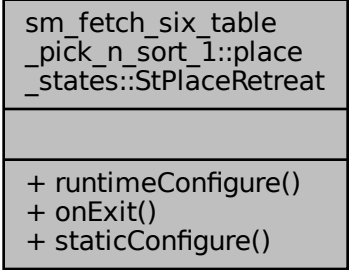 sm_fetch_six_table
_pick_n_sort_1::place
_states::StPlaceRetreat
+ runtimeConfigure()
+ onExit()
+ staticConfigure()